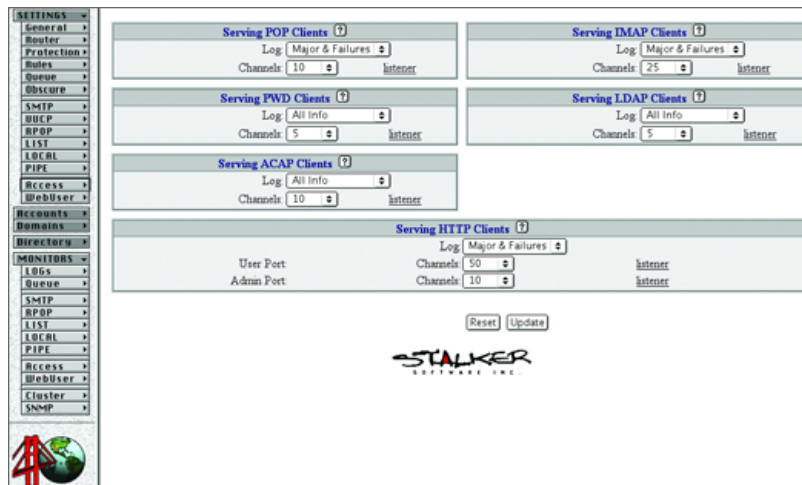 SETTINGS
General
Router
Protection
Rules
Queue
Obscure
SMTP
UUCP
RPOP
LIST
LOCAL
PIPE
Access
WebUser
Accounts
Domains
Directory
MONITORS
LOGs
Queue
SMTP
RPOP
LIST
LOCAL
PIPE
Access
WebUser
Cluster
SNMP
Serving POP Clients ?
Log: Major & Failures
Channels: 10 listener
Serving IMAP Clients ?
Log: Major & Failures
Channels: 25 listener
Serving PWD Clients ?
Log: All Info
Channels: 5 listener
Serving LDAP Clients ?
Log: All Info
Channels: 5 listener
Serving ACAP Clients ?
Log: All Info
Channels: 10 listener
Serving HTTP Clients ?
Log: Major & Failures
User Port: Channels: 50 listener
Admin Port: Channels: 10 listener
Reset Update
STALKER
SOFTWARE INC.